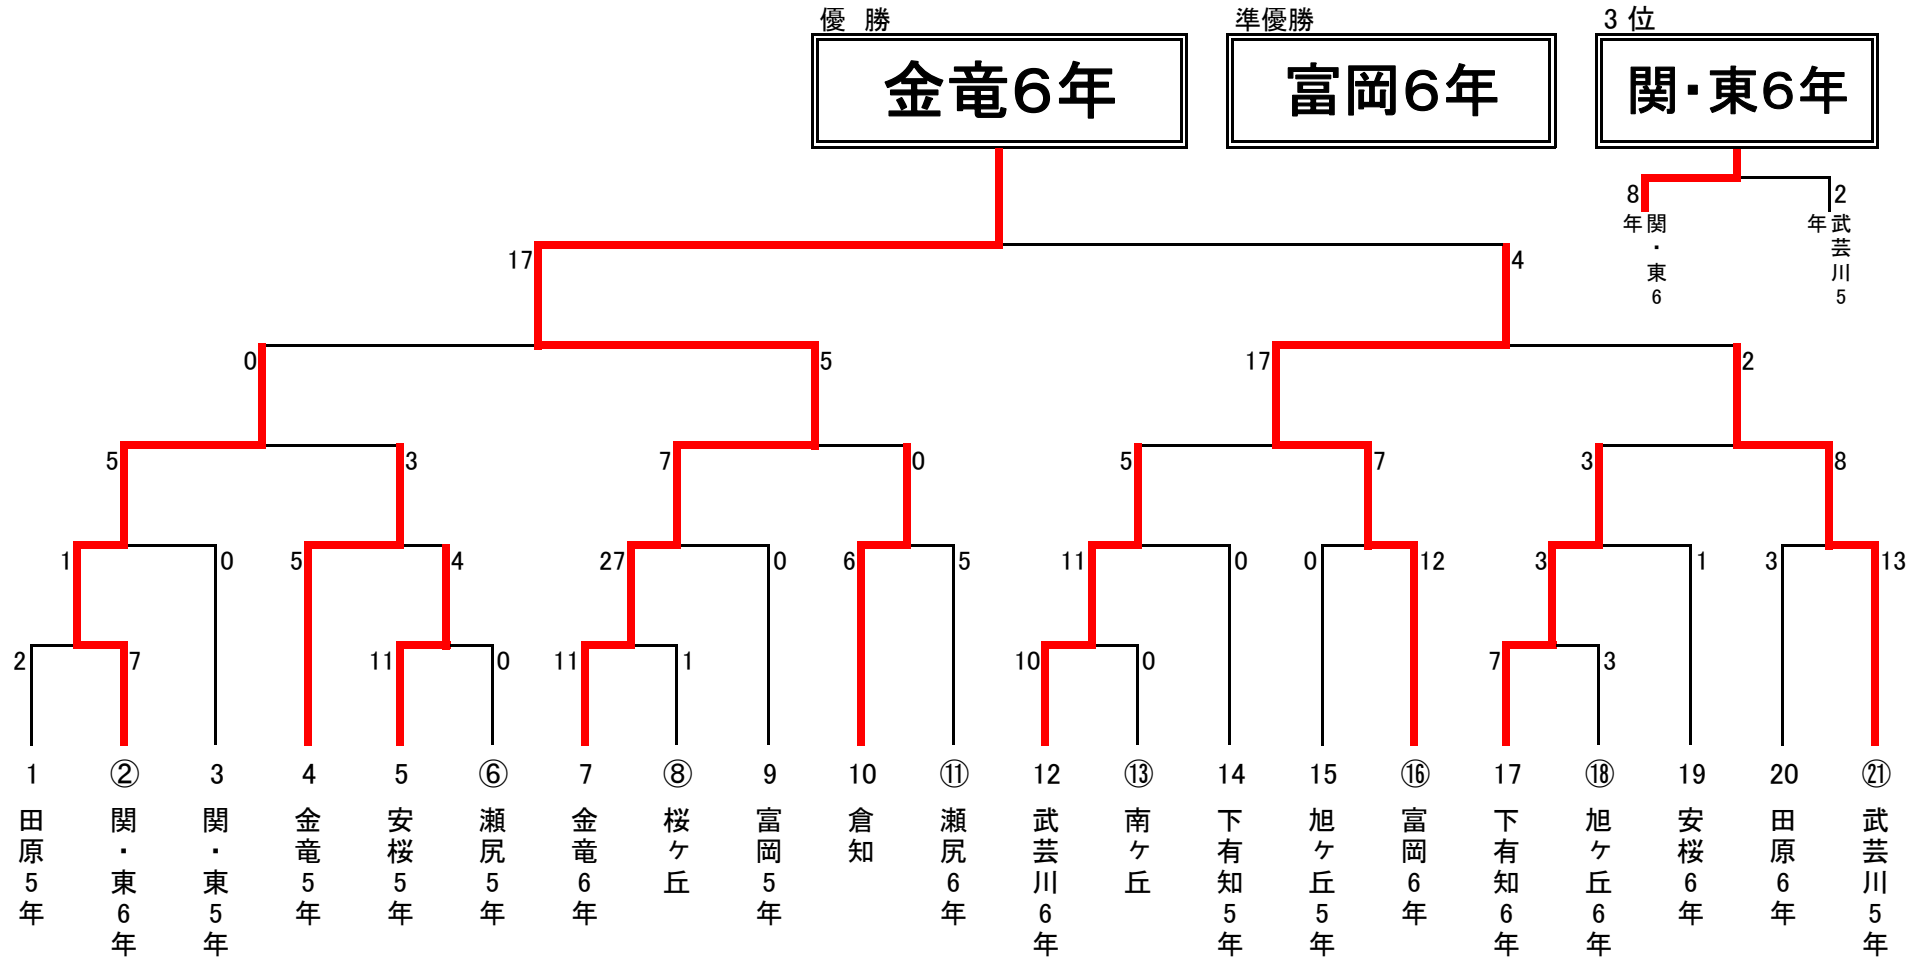 優 勝
準優勝
3 位
金竜６年
富岡６年
関・東６年
8
2
関・東6年
武芸川5年
17
4
0
5
17
2
5
3
7
0
5
7
3
8
1
0
5
4
27
0
6
5
11
0
0
12
3
1
3
13
2
7
11
0
11
1
10
0
7
3
1
②
3
4
5
⑥
7
⑧
9
10
⑪
12
⑬
14
15
⑯
17
⑱
19
20
㉑
田原5年
関・東6年
関・東5年
金竜5年
安桜5年
瀬尻5年
金竜6年
桜ケ丘
富岡5年
倉知
瀬尻6年
武芸川6年
南ケ丘
下有知5年
旭ケ丘5年
富岡6年
下有知6年
旭ケ丘6年
安桜6年
田原6年
武芸川5年